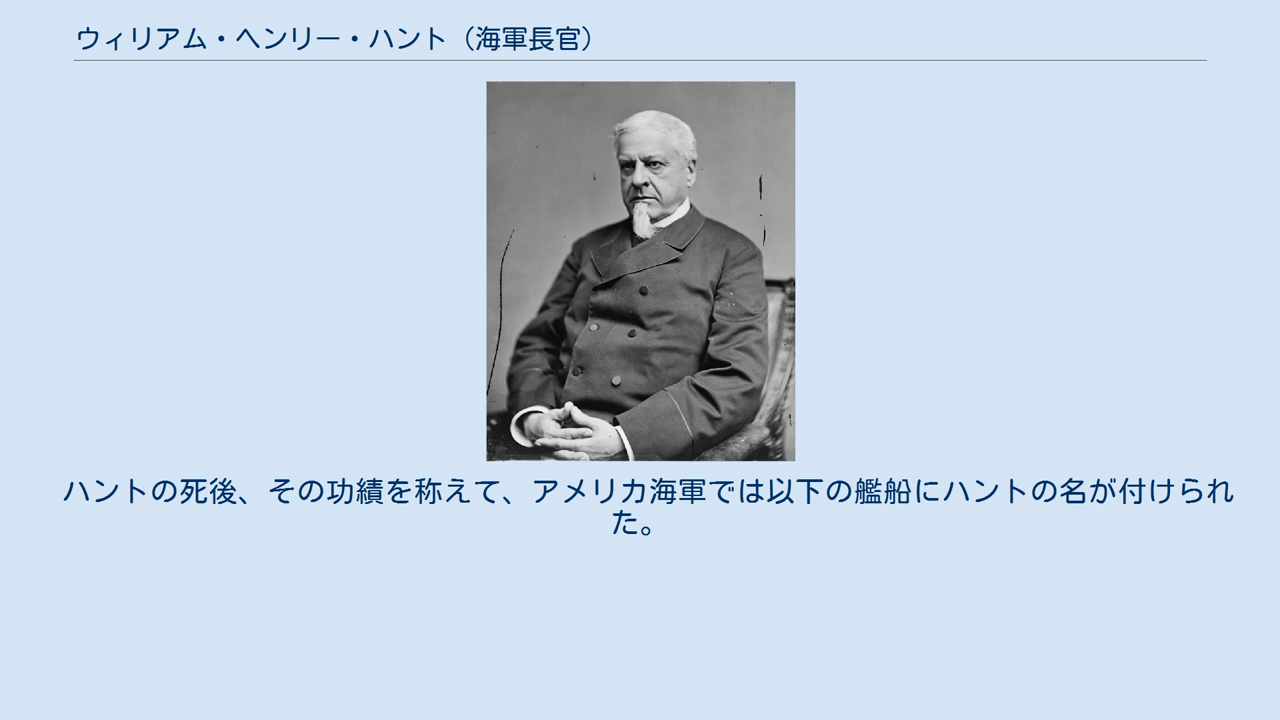 ウィリアム・ヘンリー・ハント（海軍長官）
ハントの死後、その功績を称えて、アメリカ海軍では以下の艦船にハントの名が付けられ
た。